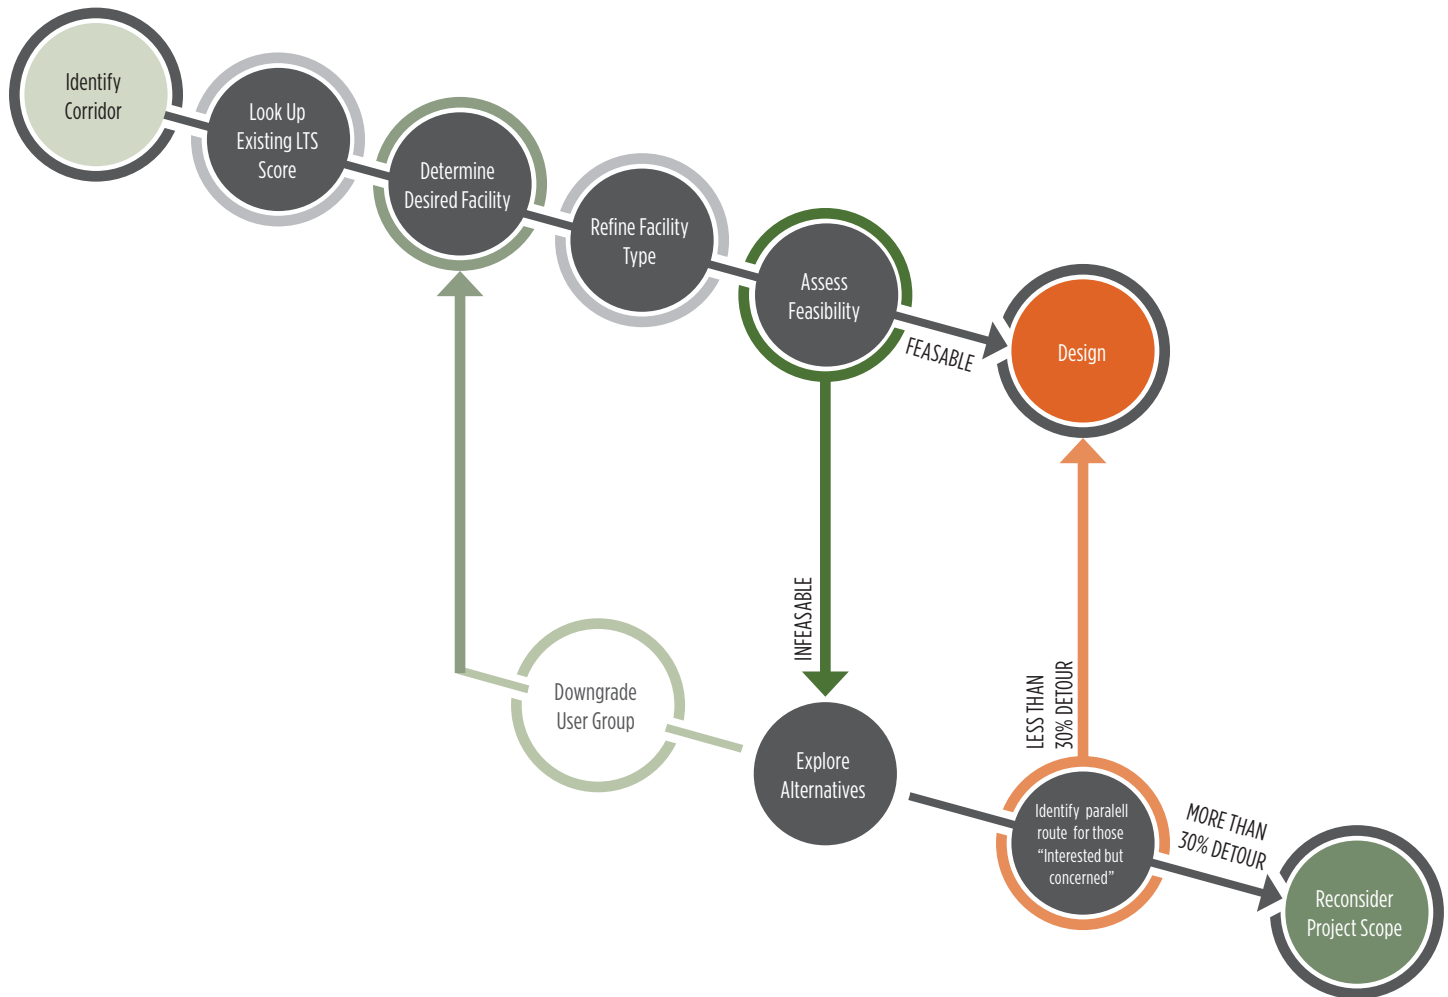 Identify
Corridor
Look Up
Existing LTS
Score
Determine
Desired Facility
Refine Facility
Type
Assess
Feasibility
FEASABLE
Design
INFEASABLE
Downgrade
User Group
Explore
Alternatives
LESS THAN
30% DETOUR
Identify paralell
route for those
“Interested but
concerned”
MORE THAN
30% DETOUR
Reconsider
Project Scope